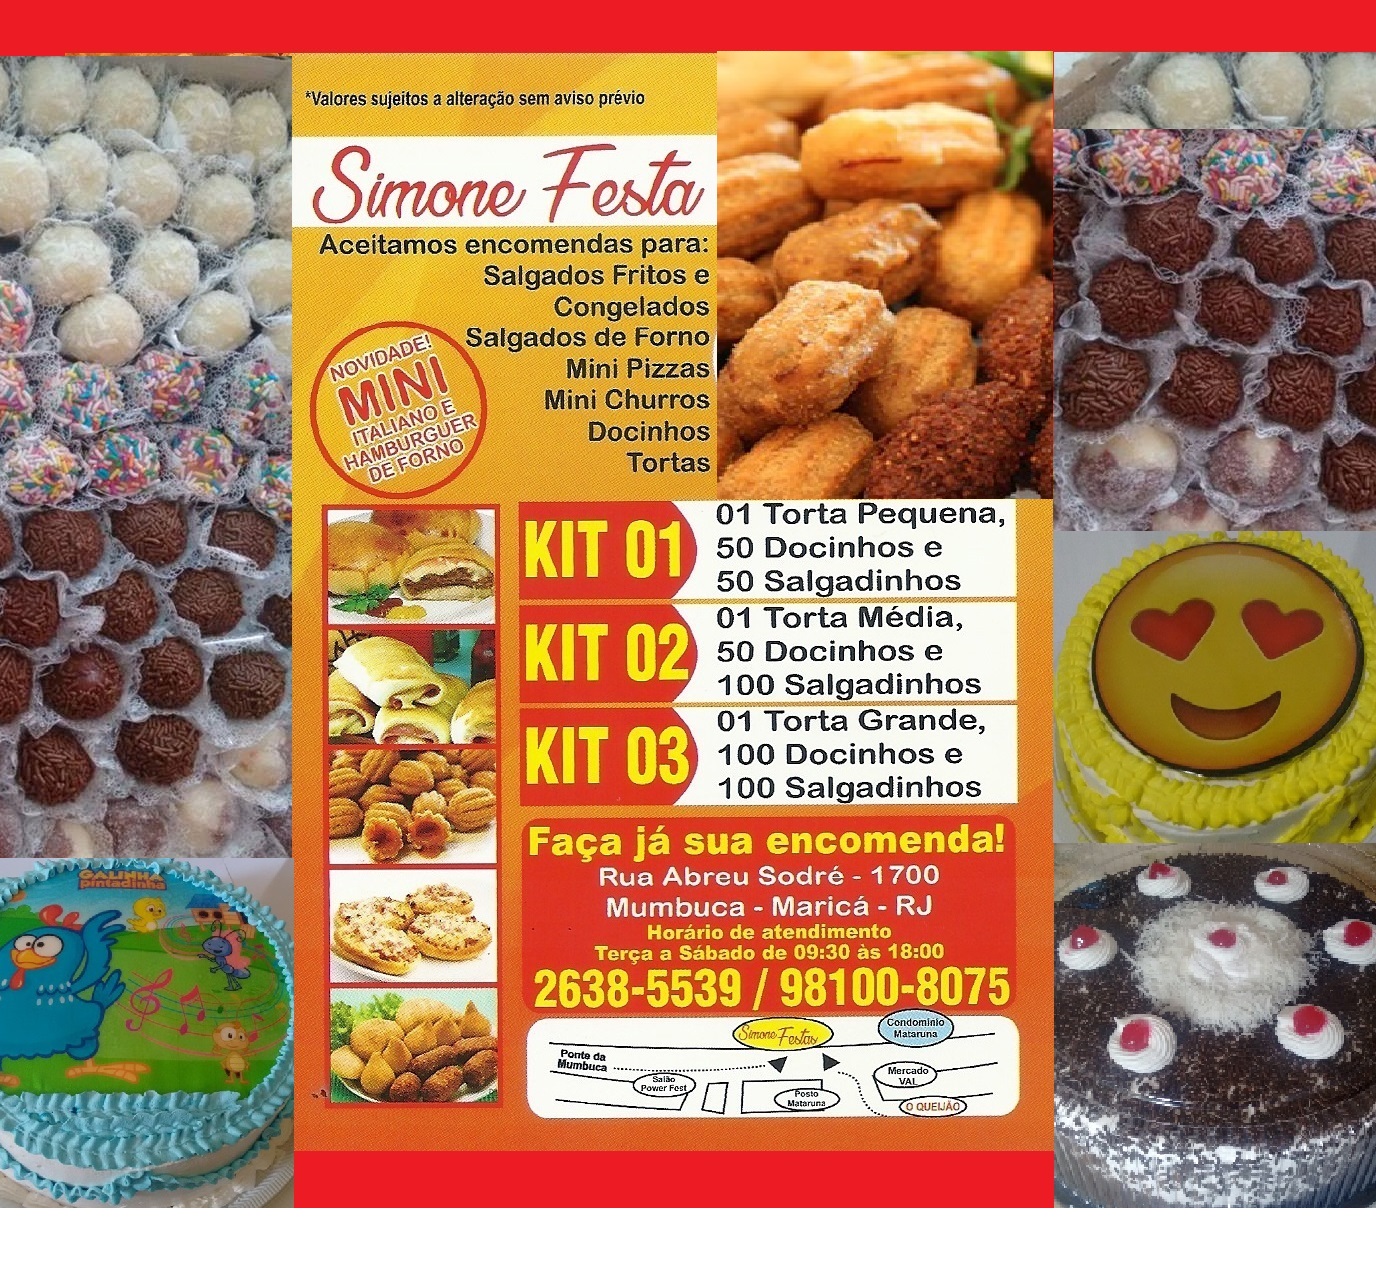 *Valores sujeitos a alteração sem aviso prévio
Simone Festa
Aceitamos encomendas para:
Salgados Fritos e
Congelados
Salgados de Forno
Mini Pizzas
Mini Churros
Docinhos
Tortas
NOVIDADE!
MINI
ITALIANO E
HAMBURGUER
DE FORNO
KIT 01
01 Torta Pequena,
50 Docinhos e
50 Salgadinhos
KIT 02
01 Torta Média,
50 Docinhos e
100 Salgadinhos
KIT 03
01 Torta Grande,
100 Docinhos e
100 Salgadinhos
Faça já sua encomenda!
Rua Abreu Sodré - 1700
Mumbuca - Maricá - RJ
Horário de atendimento
Terça a Sábado de 09:30 às 18:00
2638-5539 / 98100-8075
Simone Festas
Condomínio
Mataruna
Ponte da
Mumbuca
Salão
Power Fest
Posto
Mataruna
Mercado
VAL
O QUEIJÃO
GALINHA
pintadinha